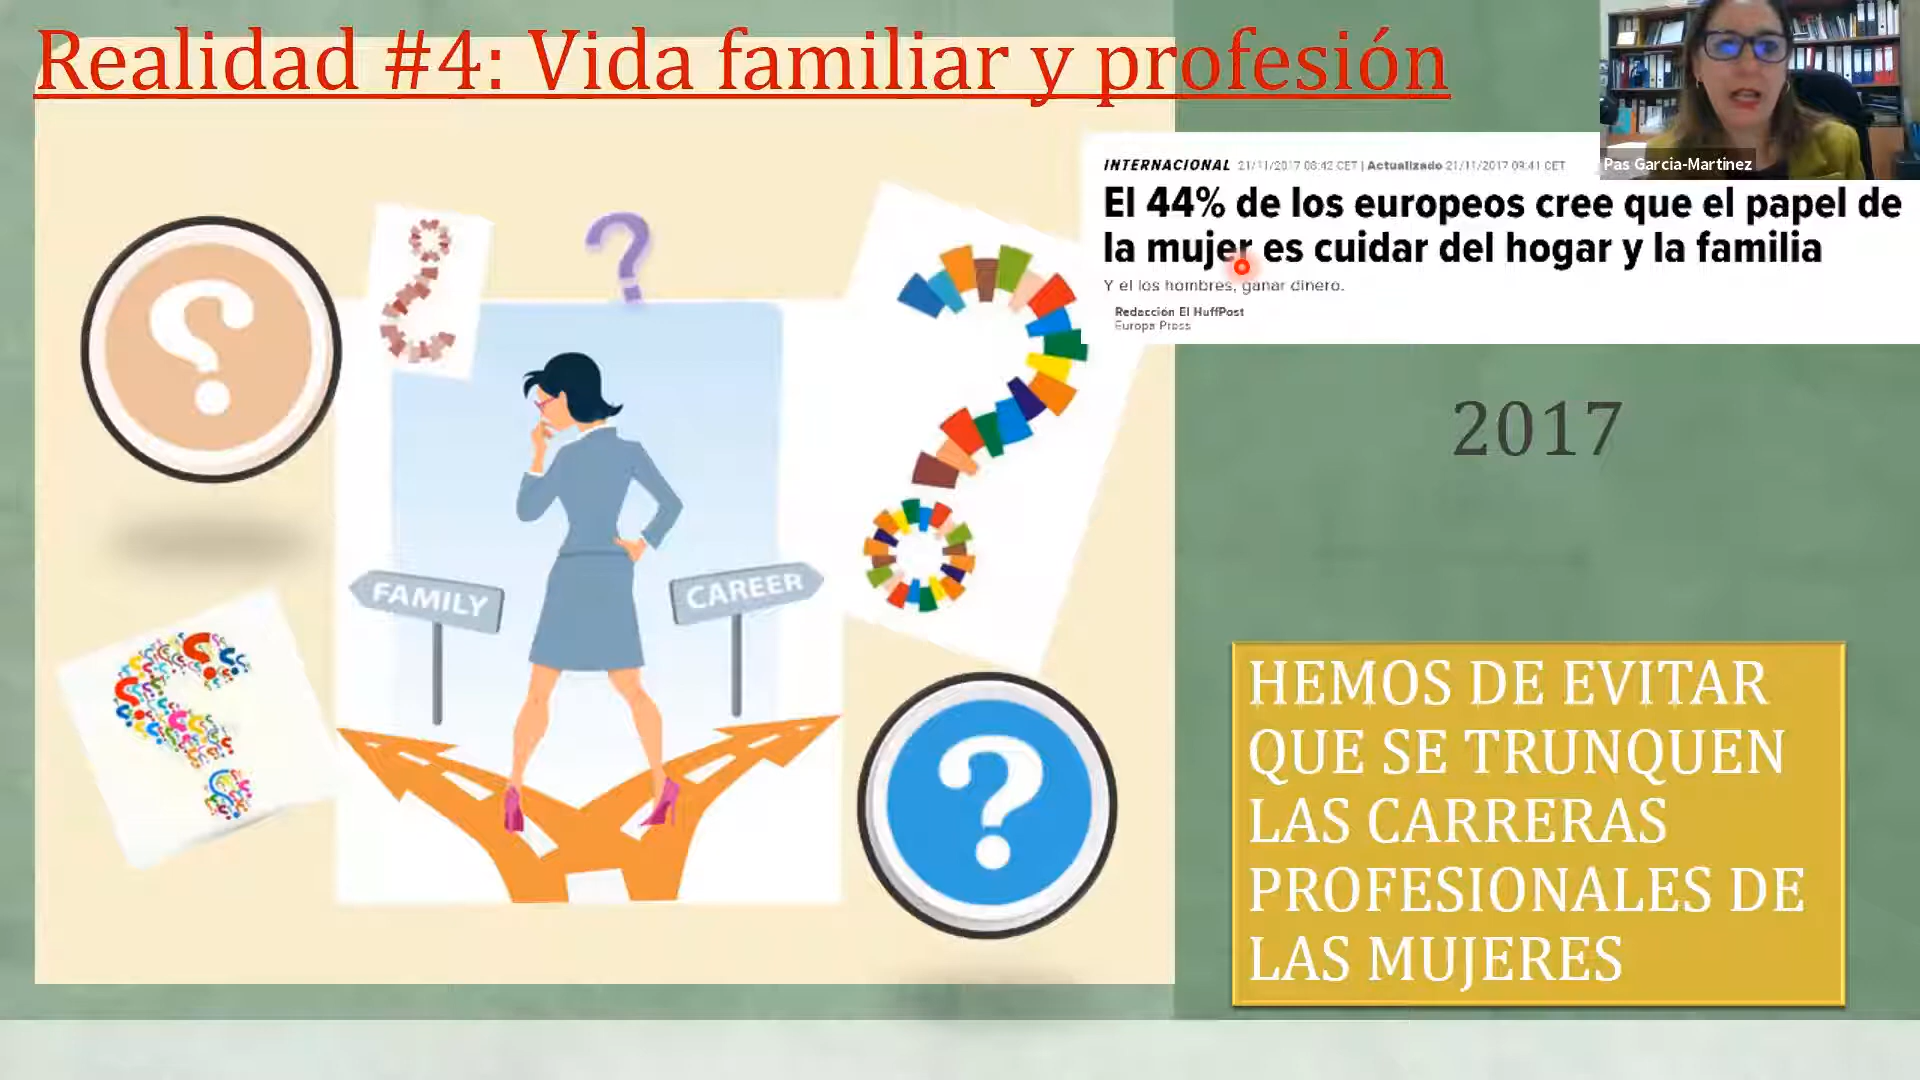 Realidad #4: Vida familiar y profesión
Pas Garcia-Martinez
INTERNACIONAL 21/11/2017 08:42 CET | Actualizado 21/11/2017 09:41 CET
El 44% de los europeos cree que el papel de
la mujer es cuidar del hogar y la familia
Y el los hombres, ganar dinero.
Redacción El HuffPost
Europa Press
2017
FAMILY
CAREER
HEMOS DE EVITAR
QUE SE TRUNQUEN
LAS CARRERAS
PROFESIONALES DE
LAS MUJERES